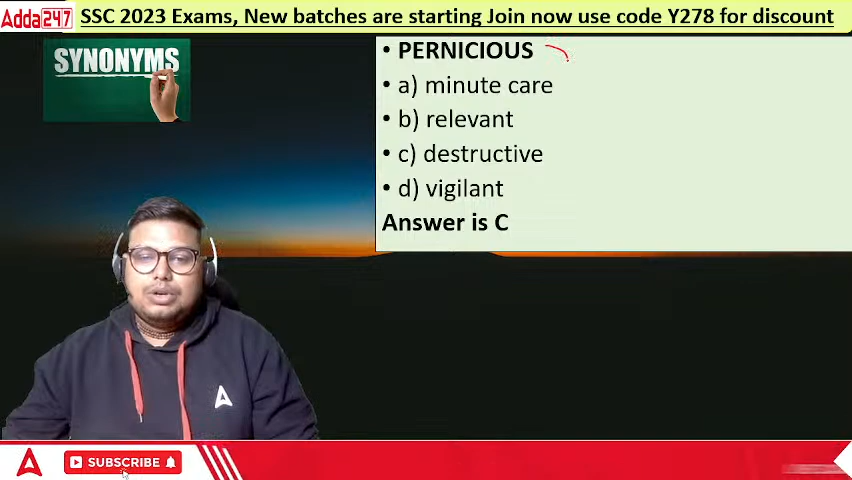 Adda247 SSC 2023 Exams, New batches are starting Join now use code Y278 for discount
SYNONYMS
• PERNICIOUS
• a) minute care
• b) relevant
• c) destructive
• d) vigilant
Answer is C
SUBSCRIBE